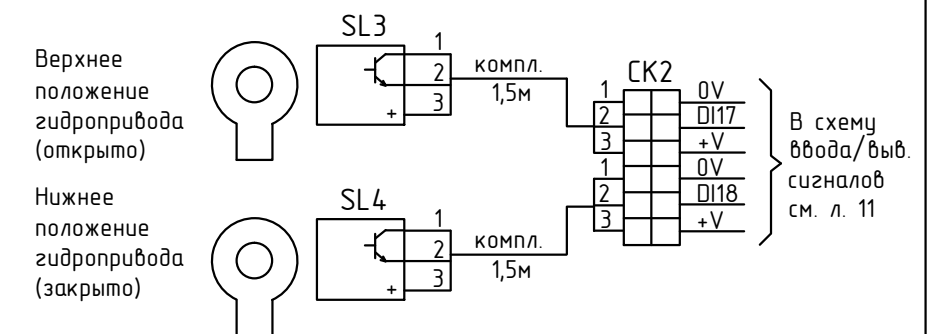 Верхнее
положение
гидропривода
(открыто)
SL3
1
2
3
+
компл.
1,5м
СК2
1
2
3
1
2
3
0V
DI17
+V
0V
DI18
+V
В схему
ввода/выв.
сигналов
см. л. 11
Нижнее
положение
гидропривода
(закрыто)
SL4
1
2
3
+
компл.
1,5м